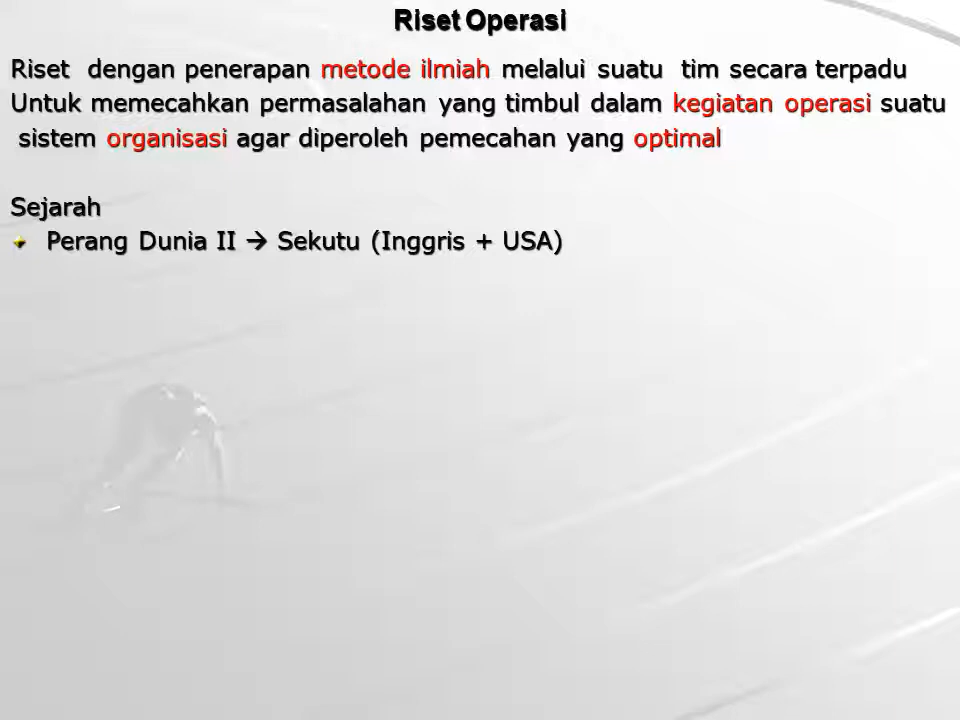 Riset Operasi
Riset dengan penerapan metode ilmiah melalui suatu tim secara terpadu
Untuk memecahkan permasalahan yang timbul dalam kegiatan operasi suatu
sistem organisasi agar diperoleh pemecahan yang optimal
Sejarah
Perang Dunia II → Sekutu (Inggris + USA)